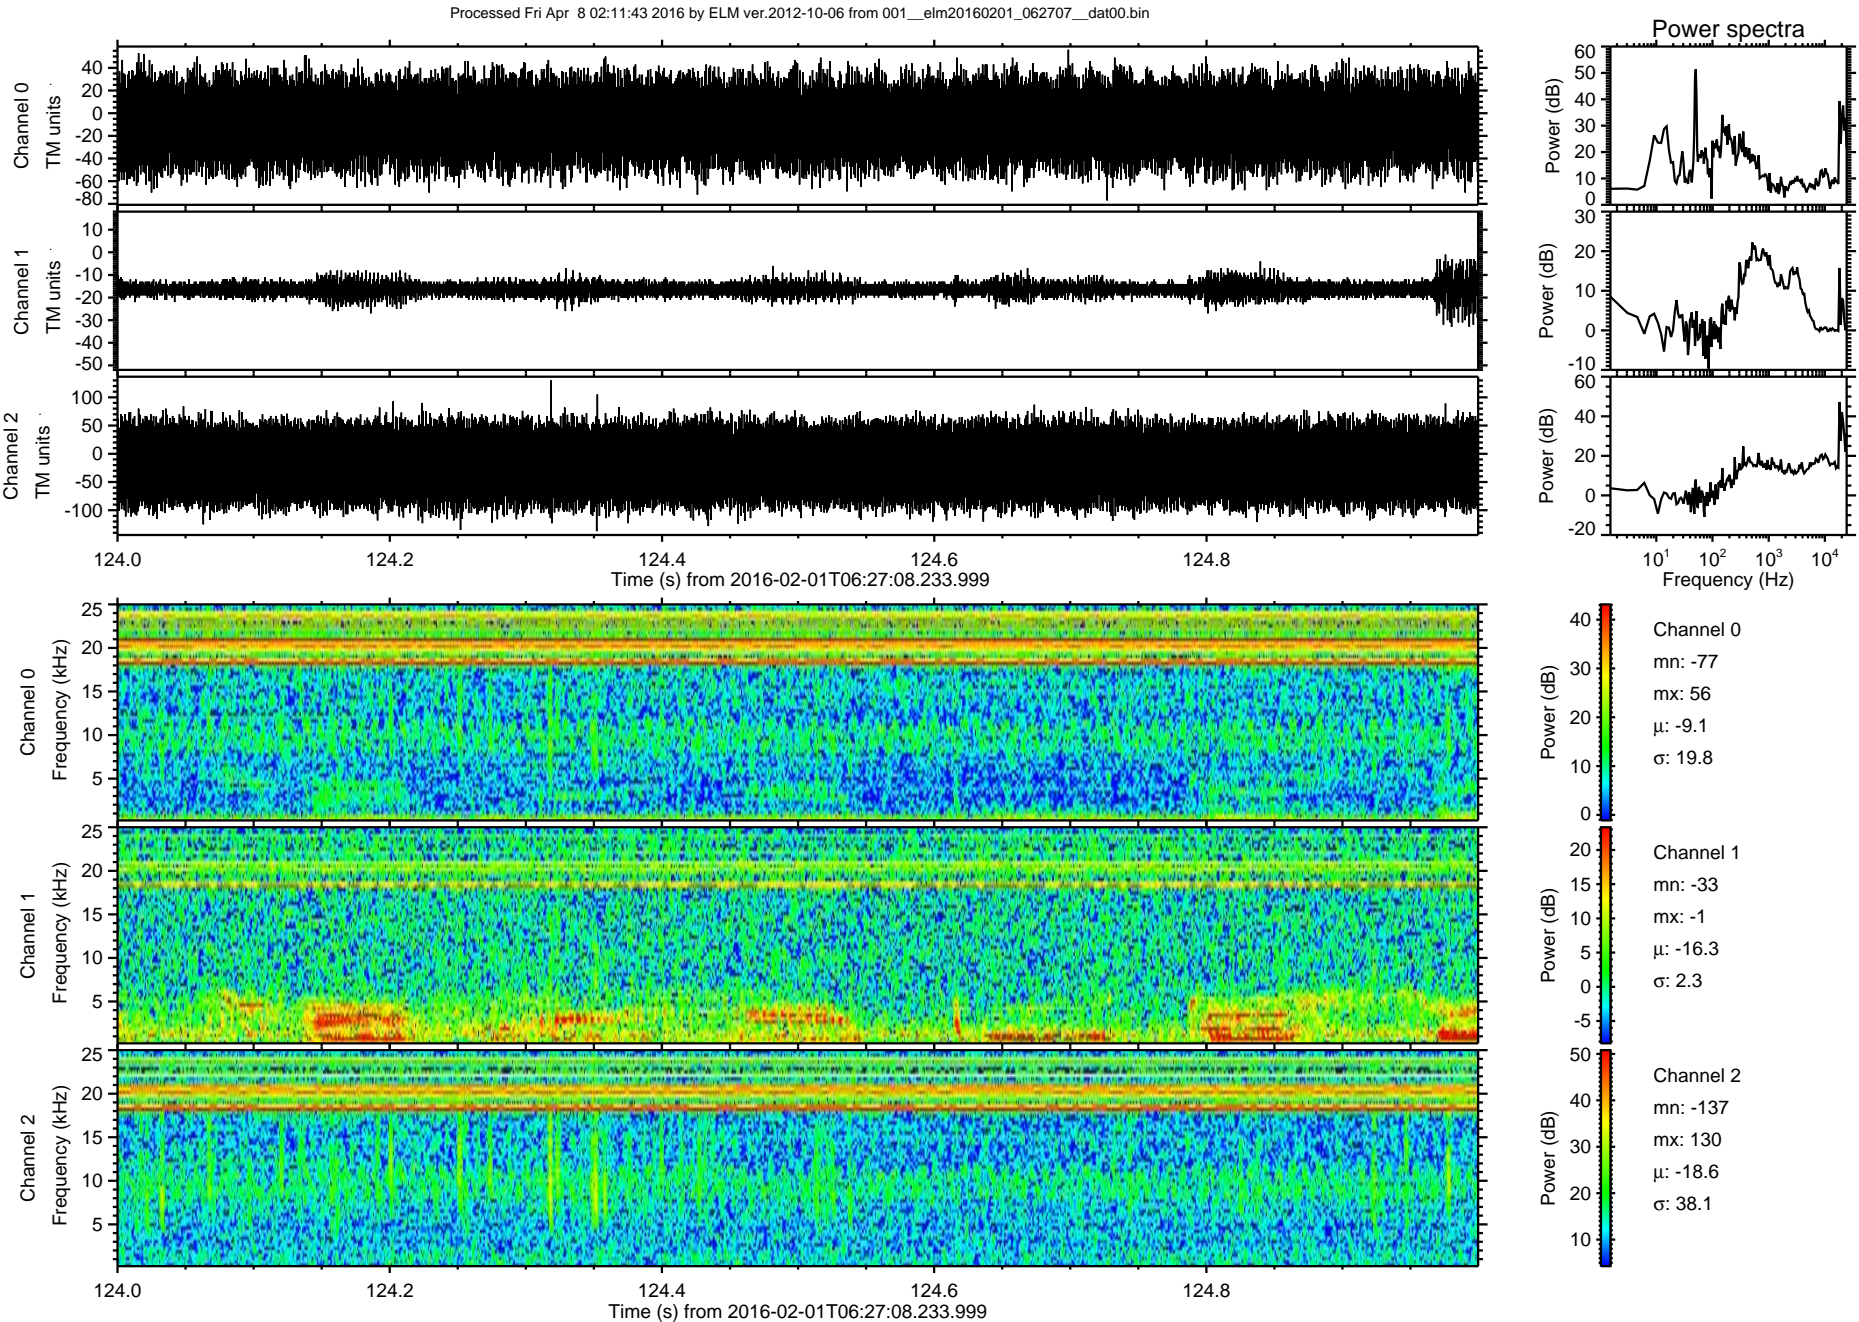 Processed Fri Apr  8 02:11:43 2016 by ELM ver.2012-10-06 from 001__elm20160201_062707__dat00.bin
Power spectra
Channel 0
TM units
40
20
0
-20
-40
-60
-80
Power (dB)
60
50
40
30
20
10
0
Channel 1
TM units
10
0
-10
-20
-30
-40
-50
Power (dB)
30
20
10
0
-10
Channel 2
TM units
100
50
0
-50
-100
Power (dB)
60
40
20
0
-20
124.0 124.2 124.4 124.6 124.8
Time (s) from 2016-02-01T06:27:08.233.999
10^1 10^2 10^3 10^4
Frequency (Hz)
Channel 0
Frequency (kHz)
25
20
15
10
5
Power (dB)
40
30
20
10
0
Channel 0
mn: -77
mx: 56
μ: -9.1
σ: 19.8
Channel 1
Frequency (kHz)
25
20
15
10
5
Power (dB)
20
15
10
5
0
-5
Channel 1
mn: -33
mx: -1
μ: -16.3
σ: 2.3
Channel 2
Frequency (kHz)
25
20
15
10
5
Power (dB)
50
40
30
20
10
Channel 2
mn: -137
mx: 130
μ: -18.6
σ: 38.1
124.0 124.2 124.4 124.6 124.8
Time (s) from 2016-02-01T06:27:08.233.999